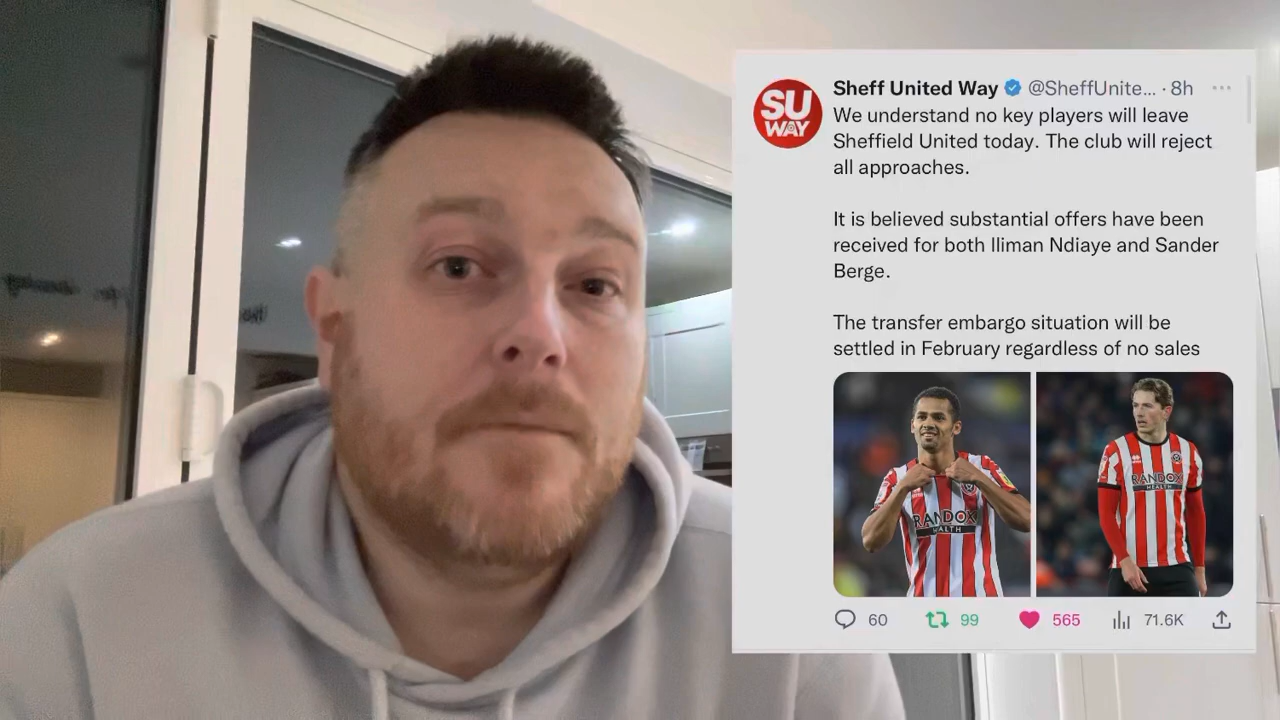 SU
WAY
Sheff United Way @SheffUnite... · 8h ...
We understand no key players will leave
Sheffield United today. The club will reject
all approaches.
It is believed substantial offers have been
received for both Iliman Ndiaye and Sander
Berge.
The transfer embargo situation will be
settled in February regardless of no sales
RANDOX
HEALTH
RANDOX
HEALTH
60 99 565 71.6K